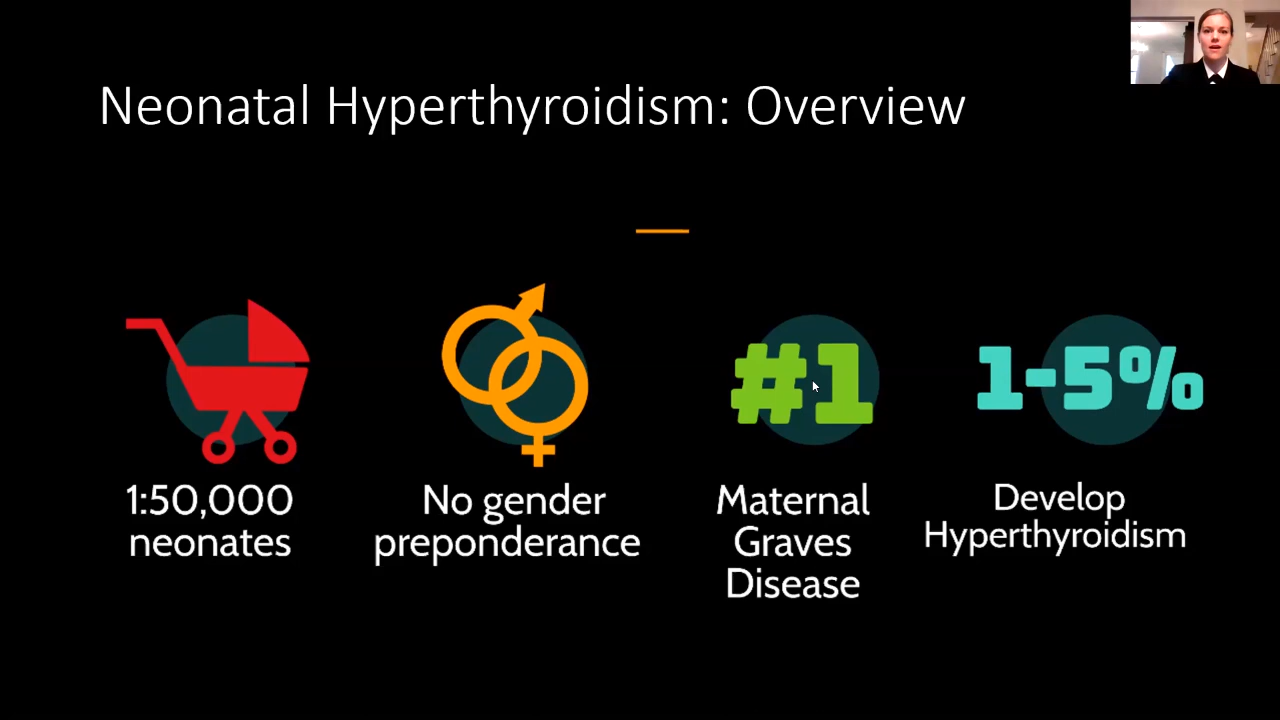 Neonatal Hyperthyroidism: Overview
#1
1-5%
1:50,000
neonates
No gender
preponderance
Maternal
Graves
Disease
Develop
Hyperthyroidism